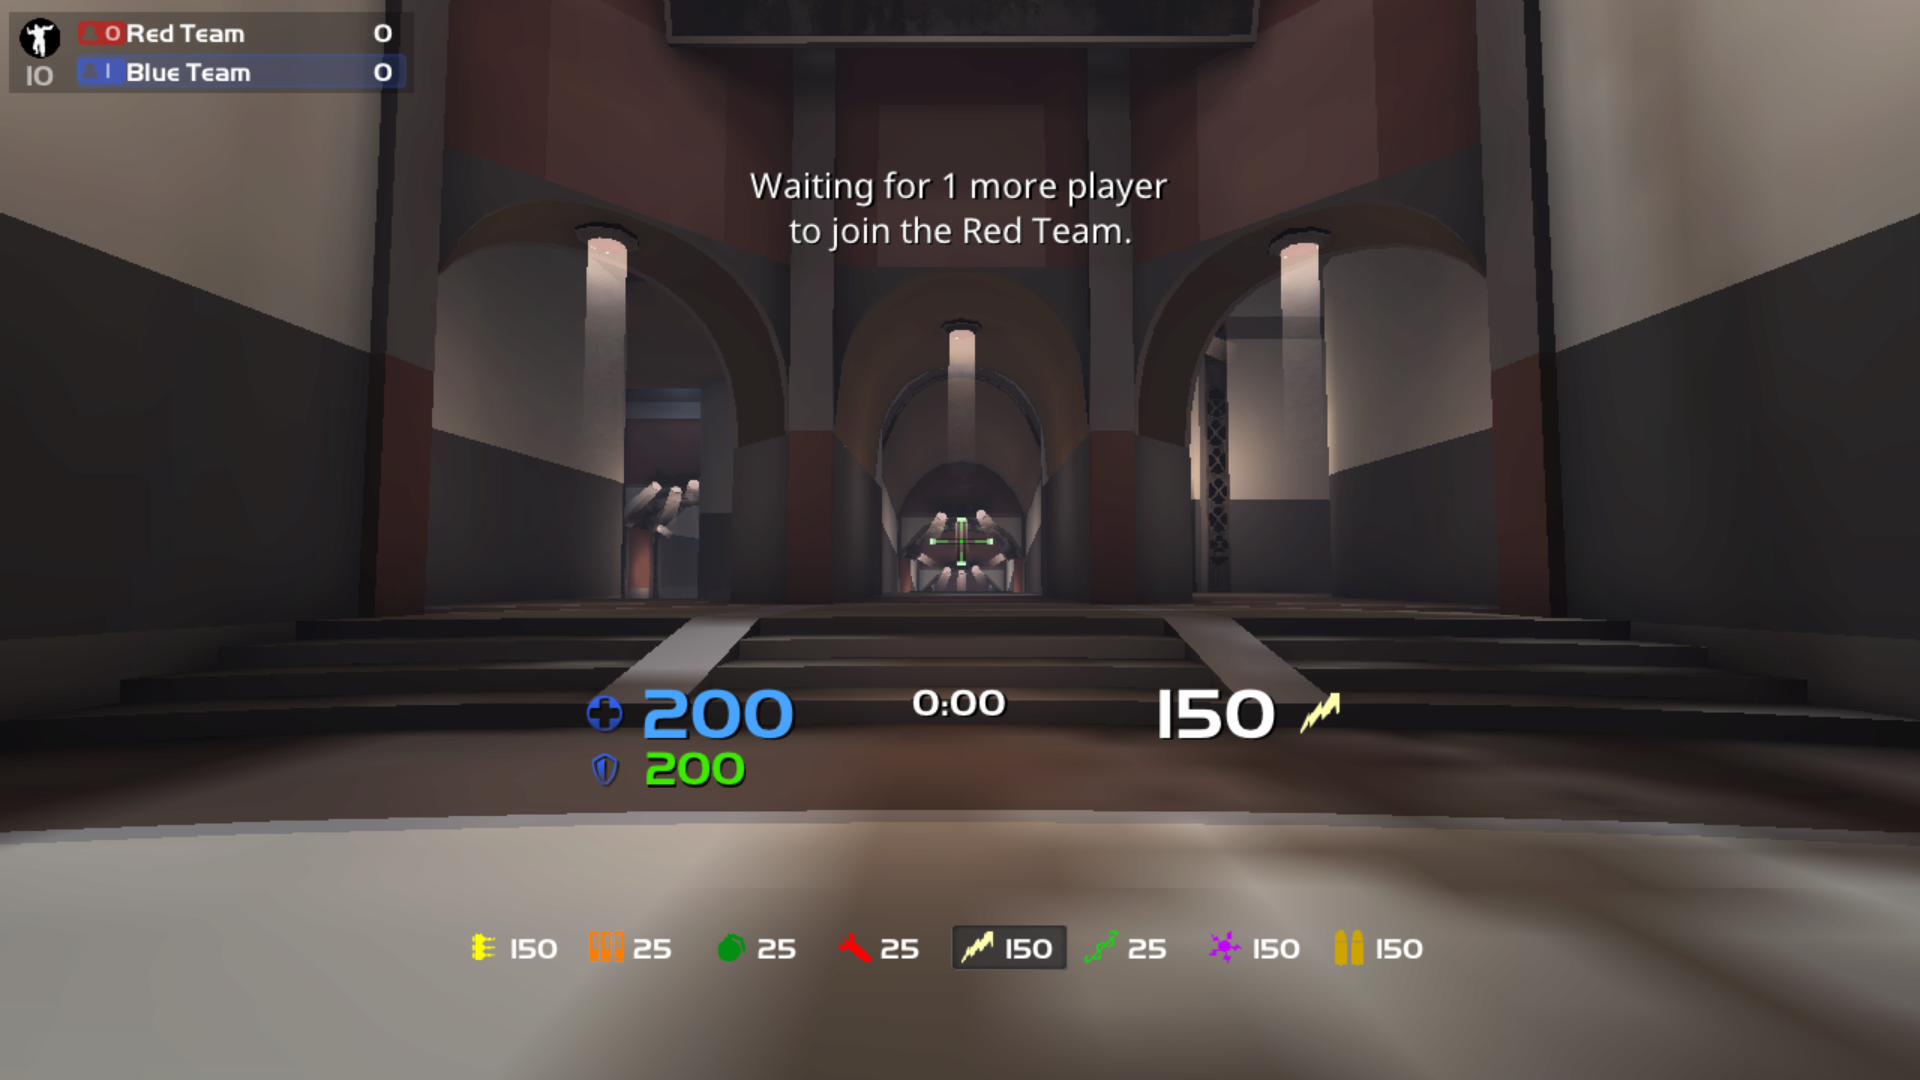 0 Red Team 0
10
1 Blue Team 0
Waiting for 1 more player
to join the Red Team.
200
0:00
150
200
150 25 25 25 150 25 150 150